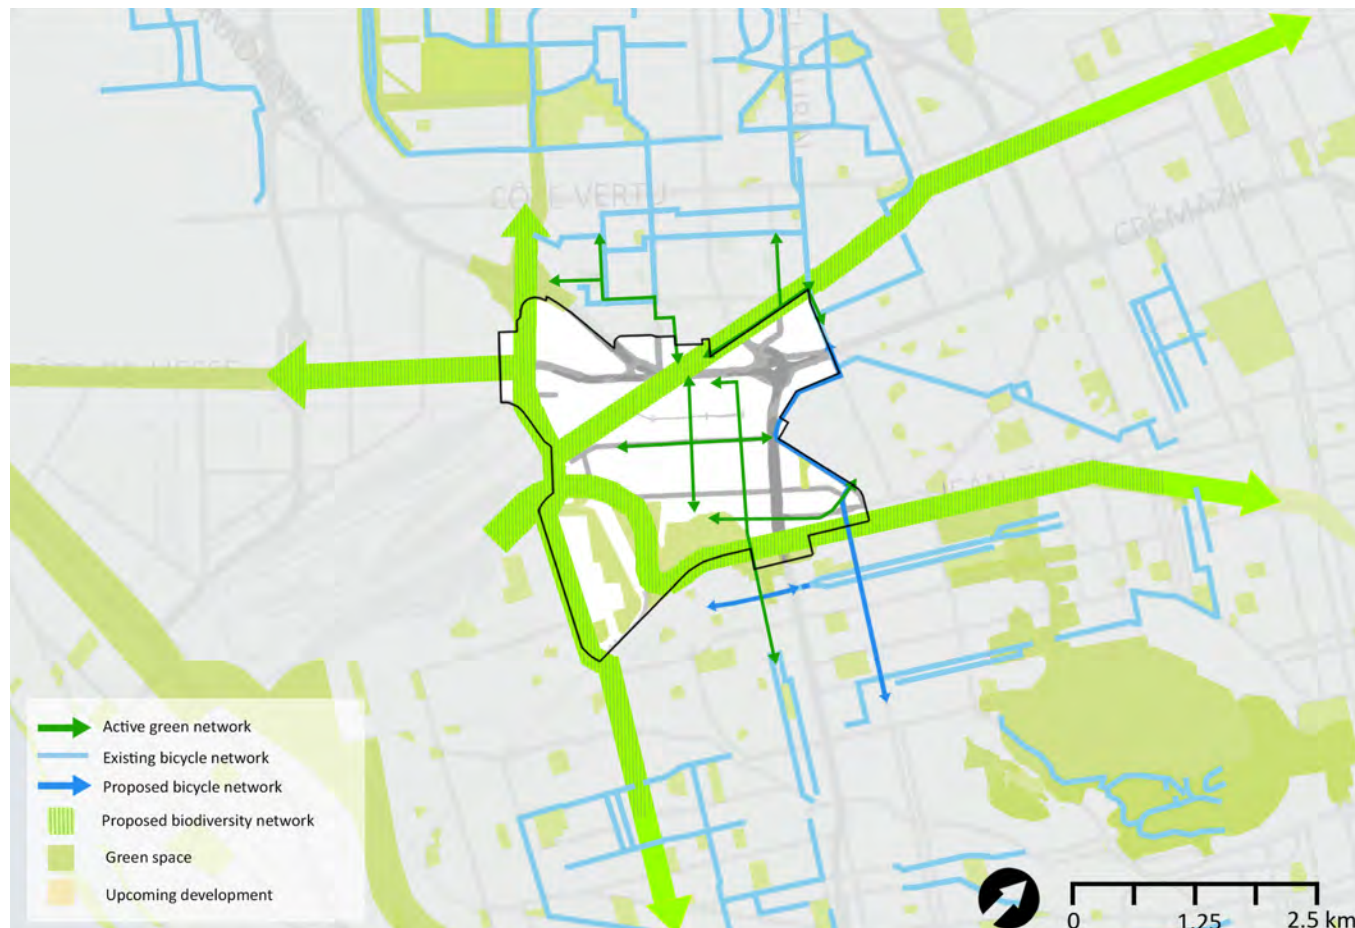 CÔTE VERTU
CRÉMAZIE
Active green network
Existing bicycle network
Proposed bicycle network
Proposed biodiversity network
Green space
Upcoming development
0
1.25
2.5 km